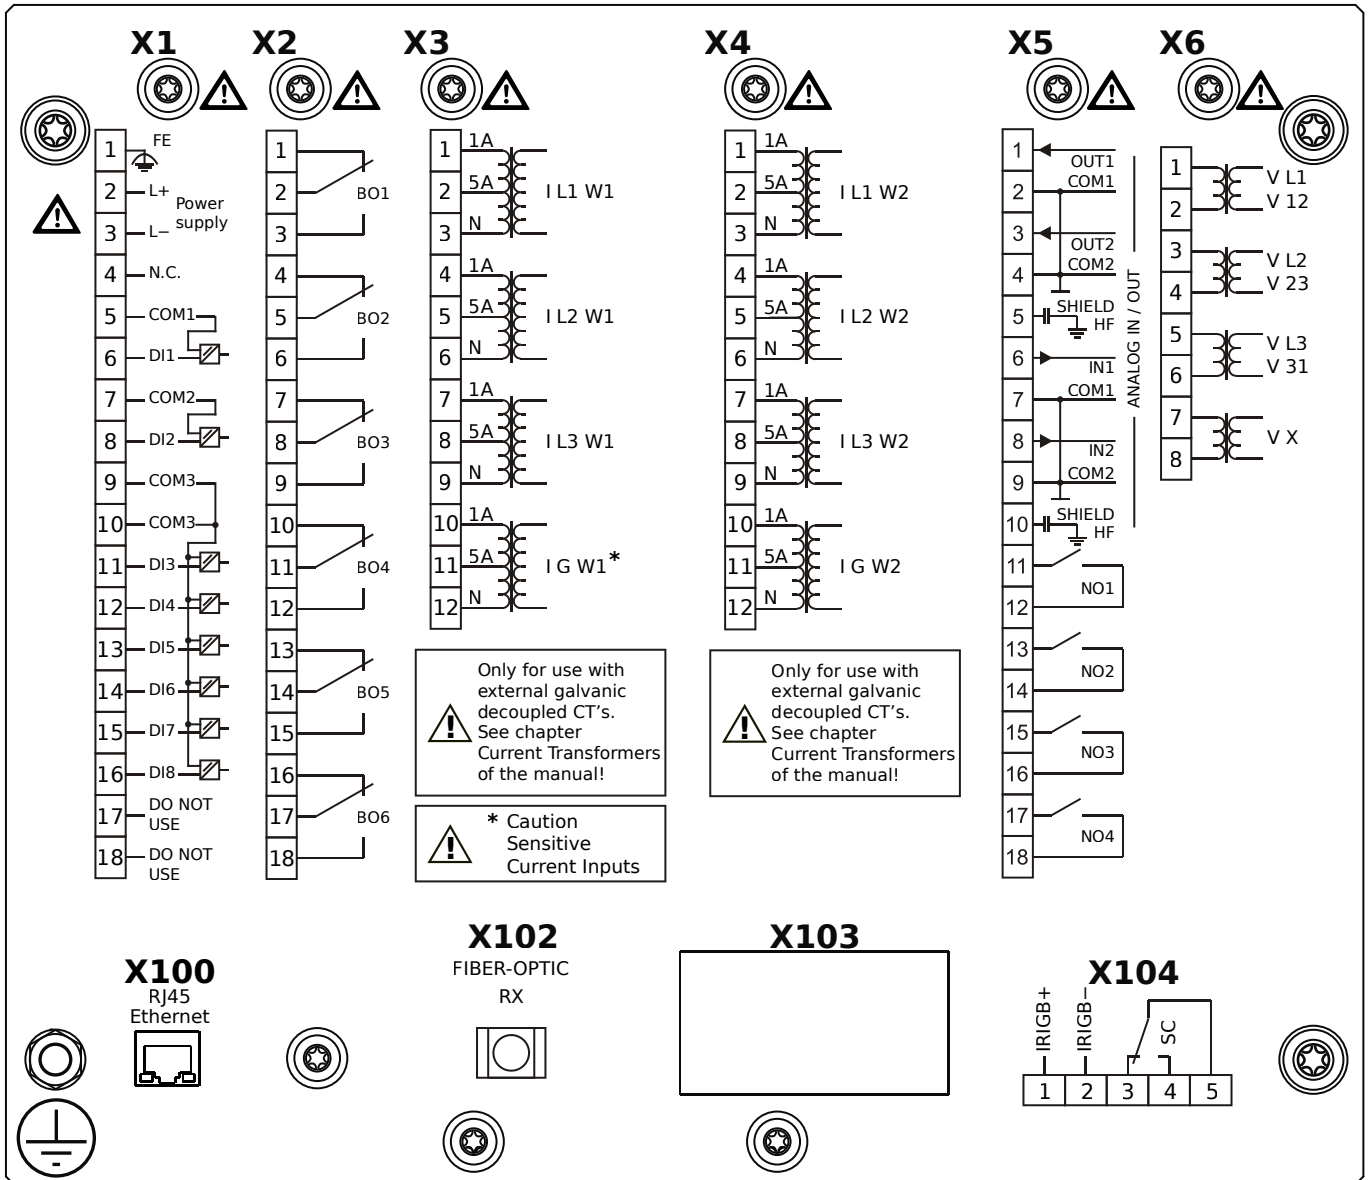 X1
X2
X3
X4
X5
X6
1
FE
2
L+
Power
supply
3
L−
4
N.C.
5
COM1
6
DI1
7
COM2
8
DI2
9
COM3
10
COM3
11
DI3
12
DI4
13
DI5
14
DI6
15
DI7
16
DI8
17
DO NOT
USE
18
DO NOT
USE
1
2
BO1
3
4
5
BO2
6
7
8
BO3
9
10
11
BO4
12
13
14
BO5
15
16
17
BO6
18
1
1A
2
5A
I L1 W1
3
N
4
1A
5
5A
I L2 W1
6
N
7
1A
8
5A
I L3 W1
9
N
10
1A
11
5A
I G W1*
12
N
Only for use with
external galvanic
decoupled CT's.
See chapter
Current Transformers
of the manual!
* Caution
Sensitive
Current Inputs
1
1A
2
5A
I L1 W2
3
N
4
1A
5
5A
I L2 W2
6
N
7
1A
8
5A
I L3 W2
9
N
10
1A
11
5A
I G W2
12
N
Only for use with
external galvanic
decoupled CT's.
See chapter
Current Transformers
of the manual!
1
OUT1
2
COM1
3
OUT2
4
COM2
5
SHIELD
HF
6
IN1
7
COM1
8
IN2
9
COM2
10
SHIELD
HF
ANALOG IN / OUT
11
NO1
12
13
NO2
14
15
NO3
16
17
NO4
18
1
V L1
2
V 12
3
V L2
4
V 23
5
V L3
6
V 31
7
V X
8
X100
RJ45
Ethernet
X102
FIBER-OPTIC
RX
X103
X104
IRIGB+
IRIGB−
SC
1
2
3
4
5